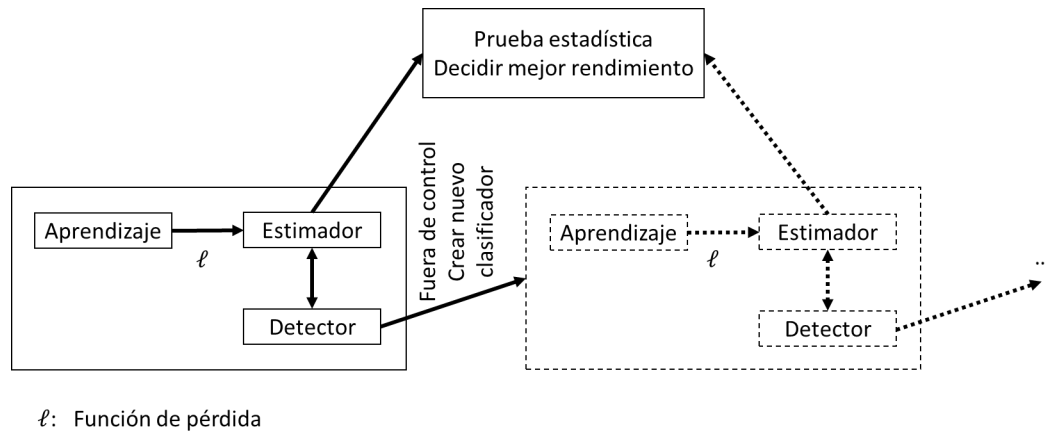 Prueba estadística
Decidir mejor rendimiento
Aprendizaje
ℓ
Estimador
Detector
Fuera de control
Crear nuevo
clasificador
Aprendizaje
ℓ
Estimador
Detector
..
ℓ: Función de pérdida